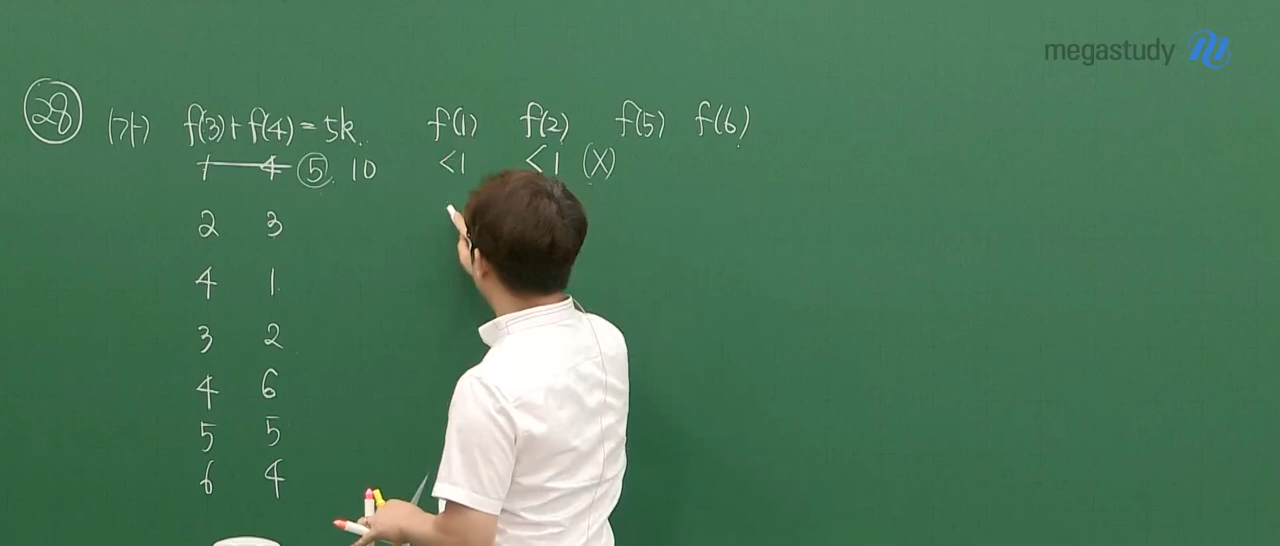 megastudy
28 (가) f(3)+f(4)=5k. f(1) f(2) f(5) f(6)
1 4 5. 10 <1 <1 (X)
2 3
4 1
3 2
4 6
5 5
6 4